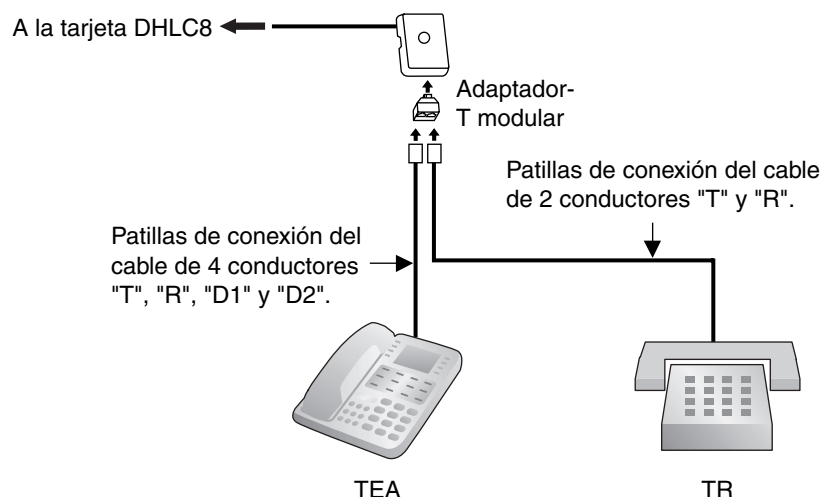 A la tarjeta DHLC8
Adaptador-
T modular
Patillas de conexión del cable
de 2 conductores "T" y "R".
Patillas de conexión del
cable de 4 conductores
"T", "R", "D1" y "D2".
TEA
TR